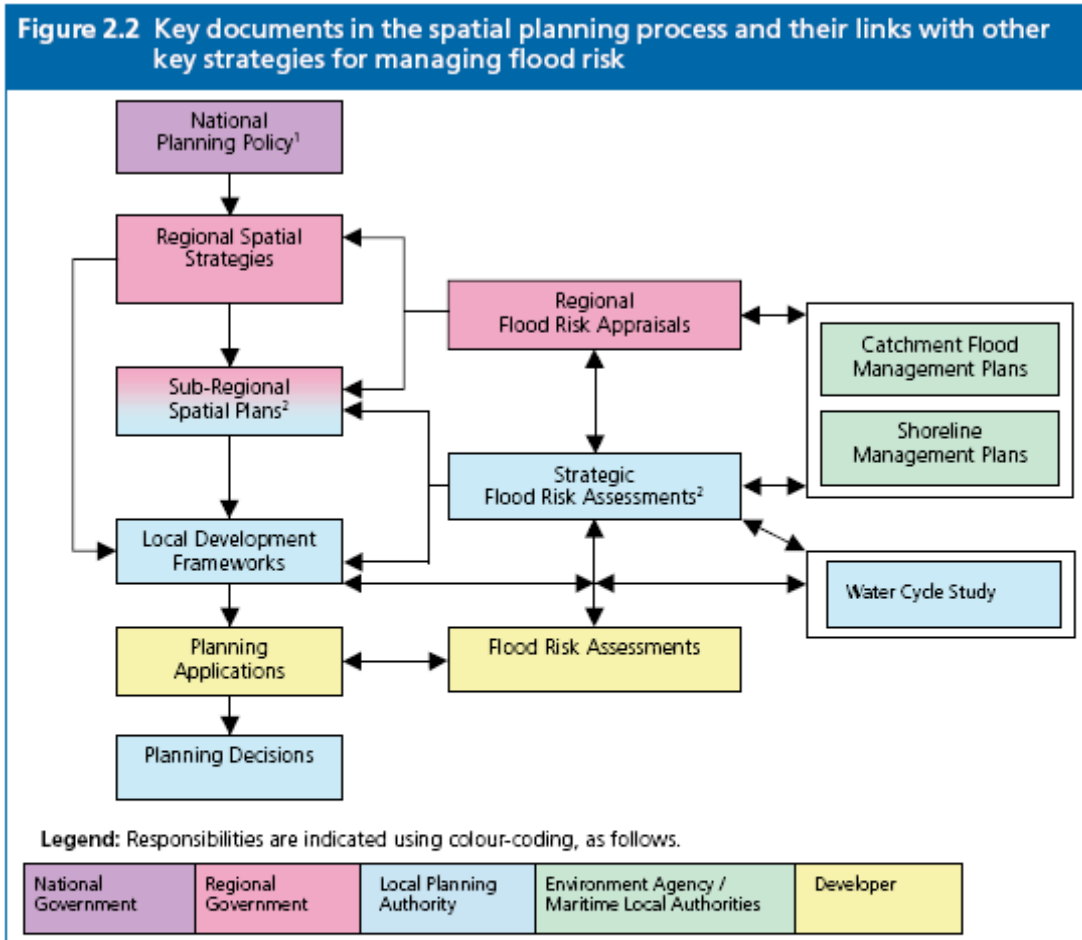 Figure 2.2 Key documents in the spatial planning process and their links with other
key strategies for managing flood risk
National
Planning Policy¹
Regional Spatial
Strategies
Regional
Flood Risk Appraisals
Catchment Flood
Management Plans
Sub-Regional
Spatial Plans²
Shoreline
Management Plans
Strategic
Flood Risk Assessments²
Local Development
Frameworks
Water Cycle Study
Planning
Applications
Flood Risk Assessments
Planning Decisions
Legend: Responsibilities are indicated using colour-coding, as follows.
National
Government
Regional
Government
Local Planning
Authority
Environment Agency /
Maritime Local Authorities
Developer